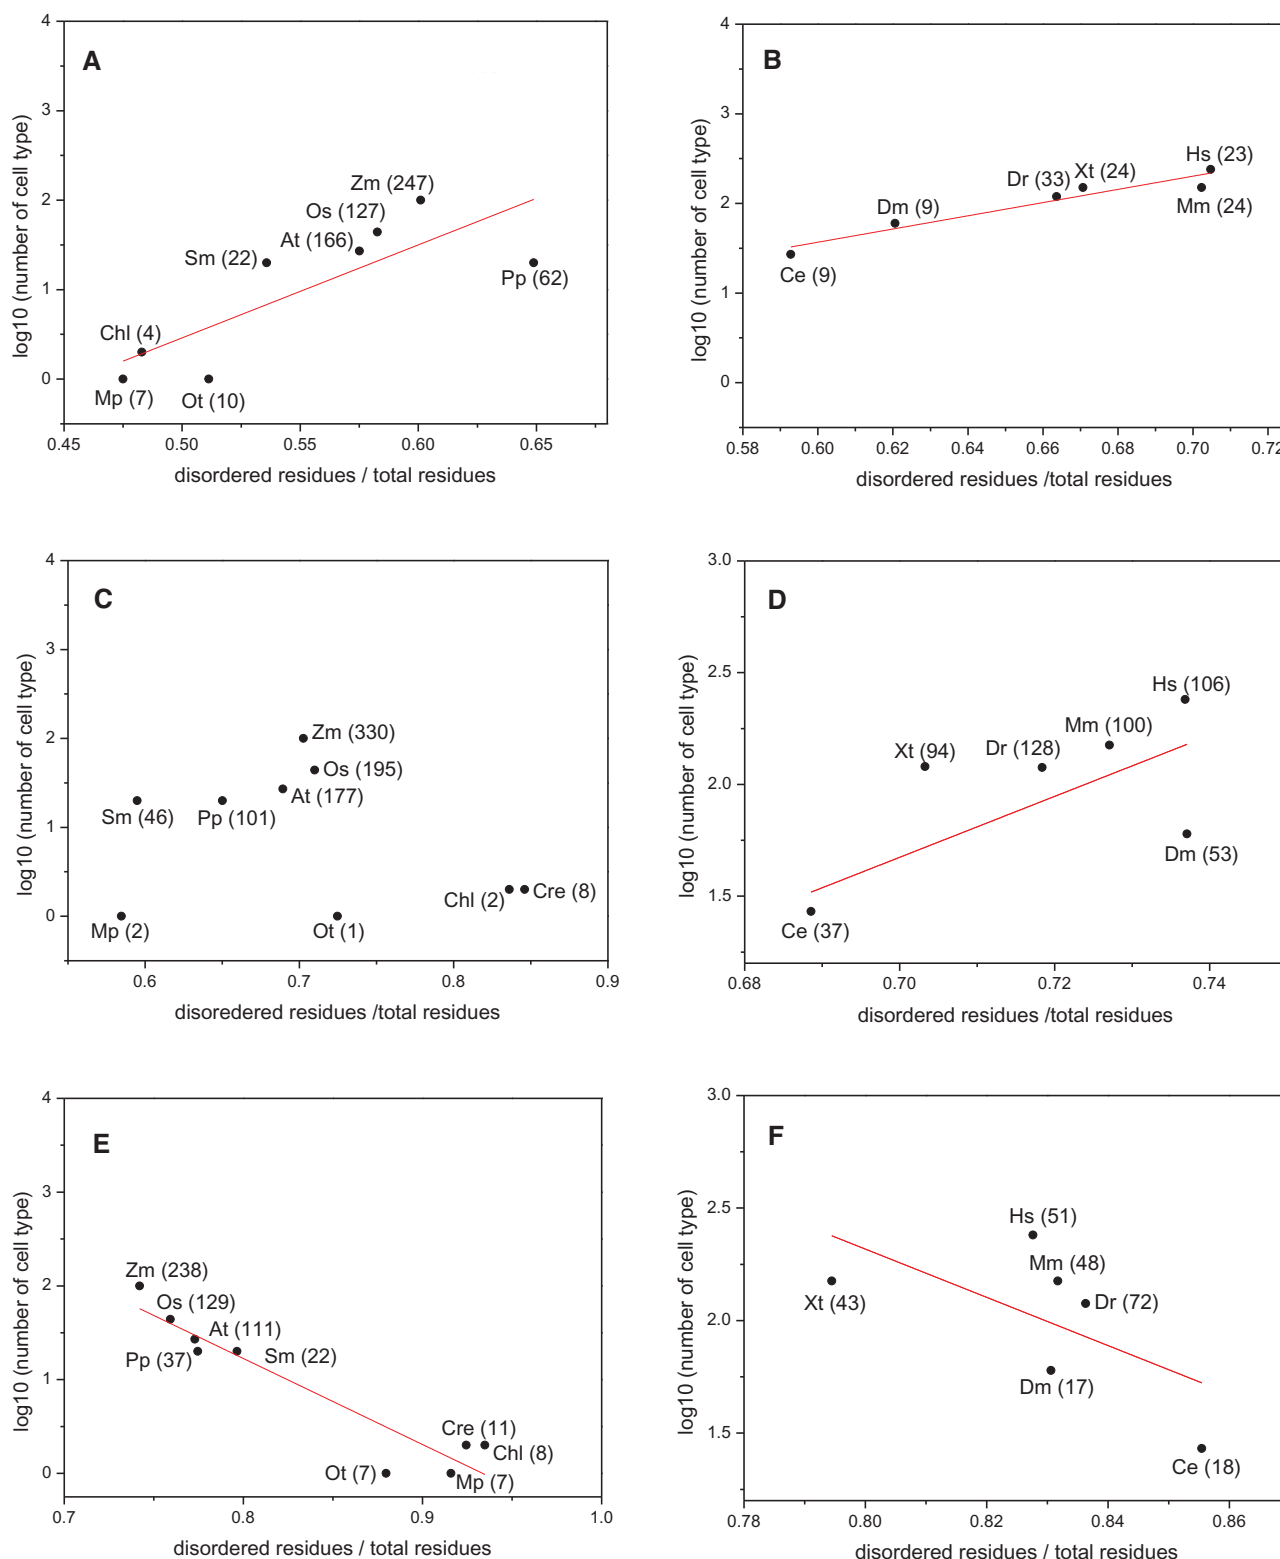 A
log10 (number of cell type)
4
3
2
1
0
Zm (247)
Os (127)
At (166)
Sm (22)
Pp (62)
Chl (4)
Mp (7)
Ot (10)
0.45
0.50
0.55
0.60
0.65
disordered residues / total residues
B
log10 (number of cell type)
4
3
2
1
0
Hs (23)
Xt (24)
Dr (33)
Mm (24)
Dm (9)
Ce (9)
0.58
0.60
0.62
0.64
0.66
0.68
0.70
0.72
disordered residues /total residues
C
log10 (number of cell type)
4
3
2
1
0
Zm (330)
Os (195)
At (177)
Sm (46)
Pp (101)
Chl (2)
Cre (8)
Mp (2)
Ot (1)
0.6
0.7
0.8
0.9
disoredered residues /total residues
D
log10 (number of cell type)
3.0
2.5
2.0
1.5
Hs (106)
Mm (100)
Dr (128)
Xt (94)
Dm (53)
Ce (37)
0.68
0.70
0.72
0.74
disordered residues /total residues
E
log10 (number of cell type)
4
3
2
1
0
Zm (238)
Os (129)
At (111)
Pp (37)
Sm (22)
Cre (11)
Chl (8)
Ot (7)
Mp (7)
0.7
0.8
0.9
1.0
disordered residues / total residues
F
log10 (number of cell type)
3.0
2.5
2.0
1.5
Hs (51)
Mm (48)
Xt (43)
Dr (72)
Dm (17)
Ce (18)
0.78
0.80
0.82
0.84
0.86
disordered residues / total residues